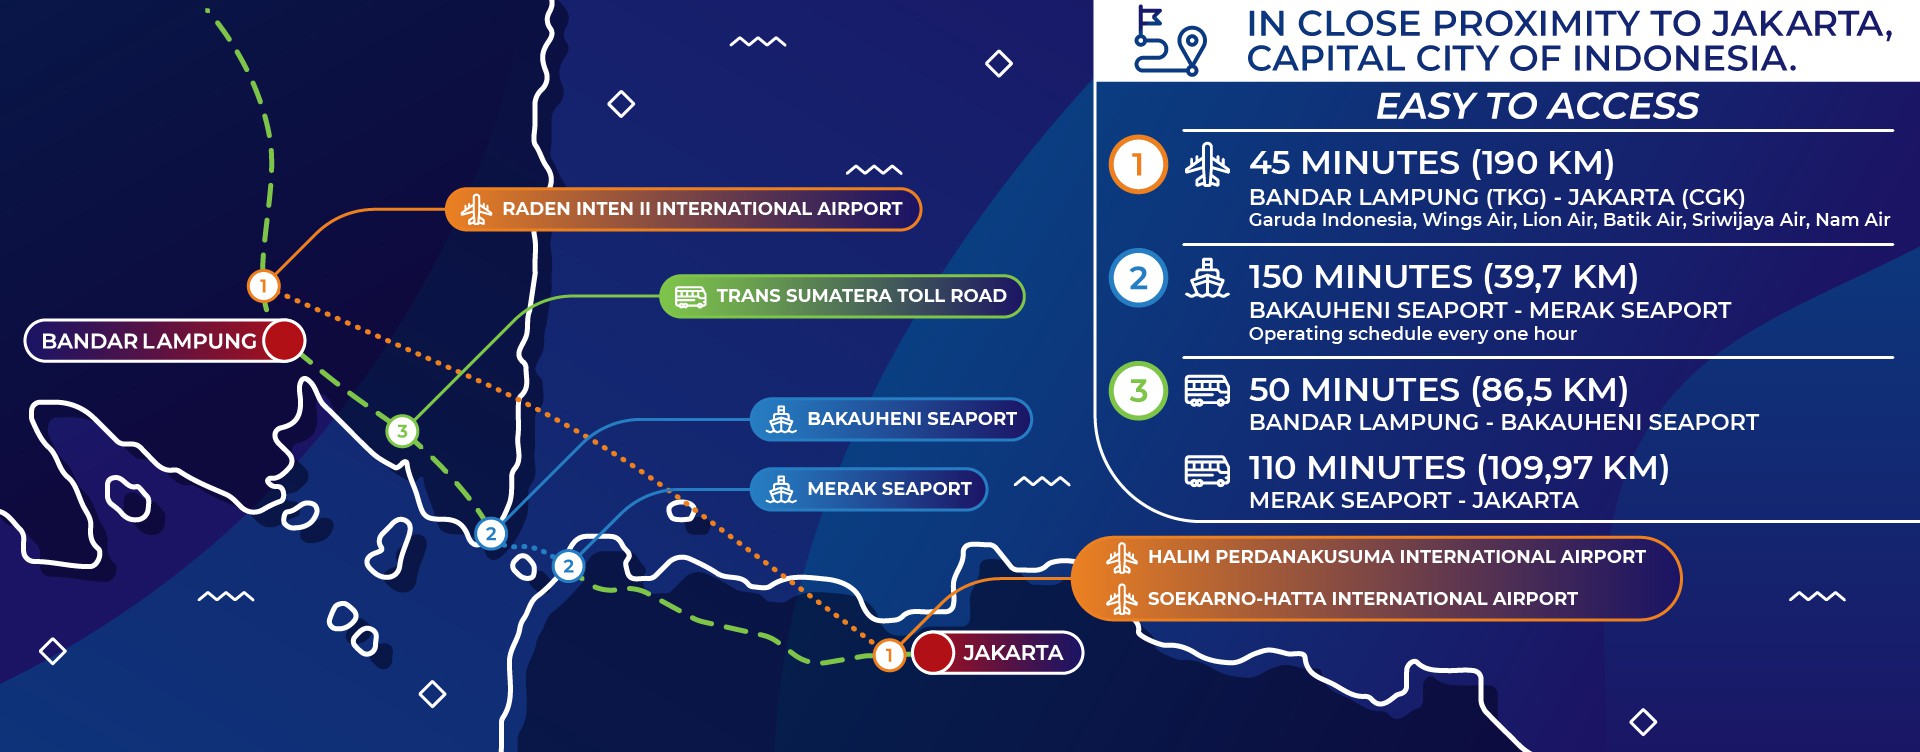 IN CLOSE PROXIMITY TO JAKARTA,
CAPITAL CITY OF INDONESIA.
EASY TO ACCESS
1
45 MINUTES (190 KM)
BANDAR LAMPUNG (TKG) - JAKARTA (CGK)
Garuda Indonesia, Wings Air, Lion Air, Batik Air, Sriwijaya Air, Nam Air
2
150 MINUTES (39,7 KM)
BAKAUHENI SEAPORT - MERAK SEAPORT
Operating schedule every one hour
3
50 MINUTES (86,5 KM)
BANDAR LAMPUNG - BAKAUHENI SEAPORT
110 MINUTES (109,97 KM)
MERAK SEAPORT - JAKARTA
RADEN INTEN II INTERNATIONAL AIRPORT
1
TRANS SUMATERA TOLL ROAD
BANDAR LAMPUNG
BAKAUHENI SEAPORT
3
MERAK SEAPORT
2
2
HALIM PERDANAKUSUMA INTERNATIONAL AIRPORT
SOEKARNO-HATTA INTERNATIONAL AIRPORT
1
JAKARTA